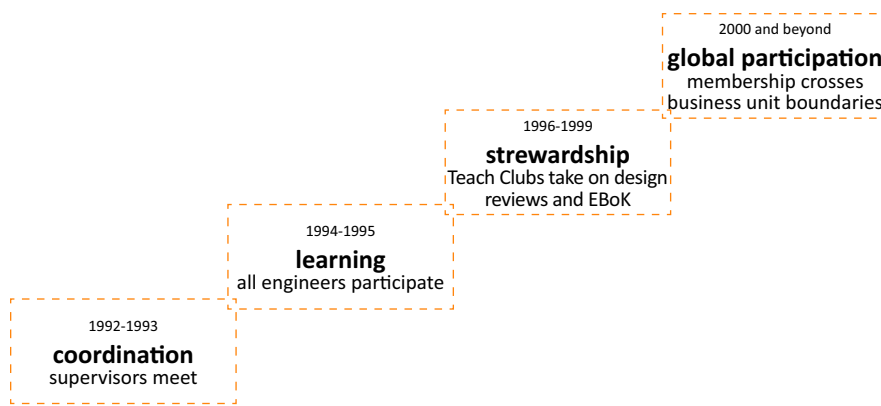 2000 and beyond
global participation
membership crosses
business unit boundaries
1996-1999
strewardship
Teach Clubs take on design
reviews and EBoK
1994-1995
learning
all engineers participate
1992-1993
coordination
supervisors meet